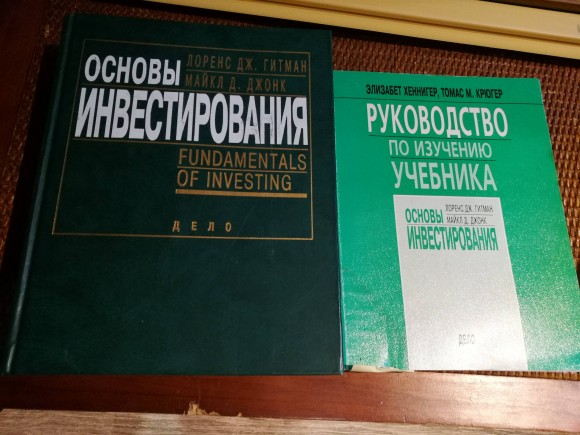 ЛОРЕНС ДЖ. ГИТМАН
МАЙКЛ Д. ДЖОНК
ОСНОВЫ
ИНВЕСТИРОВАНИЯ
FUNDAMENTALS
OF INVESTING
ДЕЛО
ЭЛИЗАБЕТ ХЕННИГЕР, ТОМАС М. КРЮГЕР
РУКОВОДСТВО
ПО ИЗУЧЕНИЮ
УЧЕБНИКА
ЛОРЕНС ДЖ. ГИТМАН
МАЙКЛ Д. ДЖОНК
ОСНОВЫ
ИНВЕСТИРОВАНИЯ
ДЕЛО